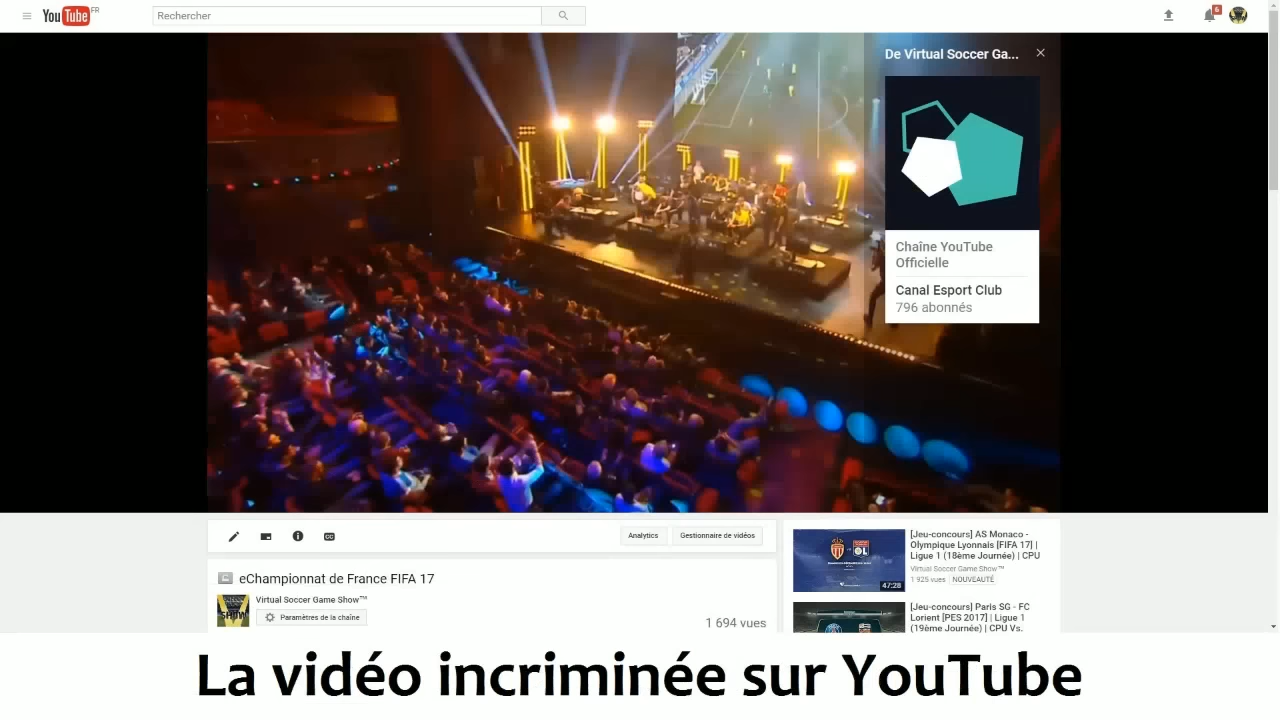 YouTube FR
Rechercher
6
De Virtual Soccer Ga...
Chaîne YouTube
Officielle
Canal Esport Club
796 abonnés
Analytics
Gestionnaire de vidéos
eChampionnat de France FIFA 17
Virtual Soccer Game Show™
Paramètres de la chaîne
1 694 vues
[Jeu-concours] AS Monaco -
Olympique Lyonnais [FIFA 17] |
Ligue 1 (18ème Journée) | CPU
Virtual Soccer Game Show™
1 925 vues NOUVEAUTÉ
47:28
[Jeu-concours] Paris SG - FC
Lorient [PES 2017] | Ligue 1
(19ème Journée) | CPU Vs.
La vidéo incriminée sur YouTube